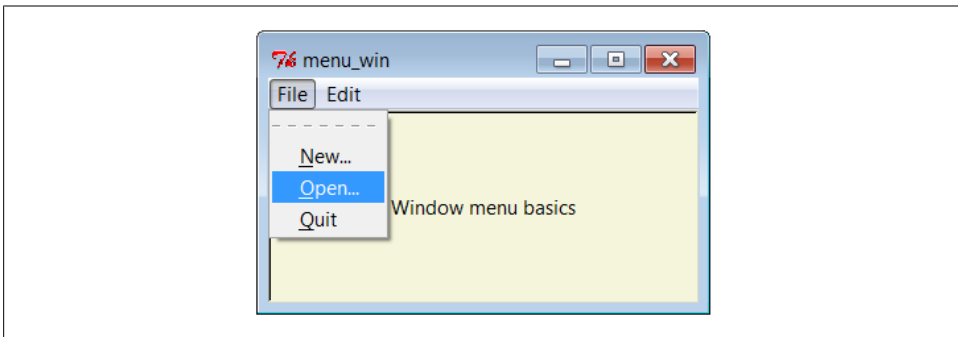 menu_win
File Edit
New...
Open...
Window menu basics
Quit